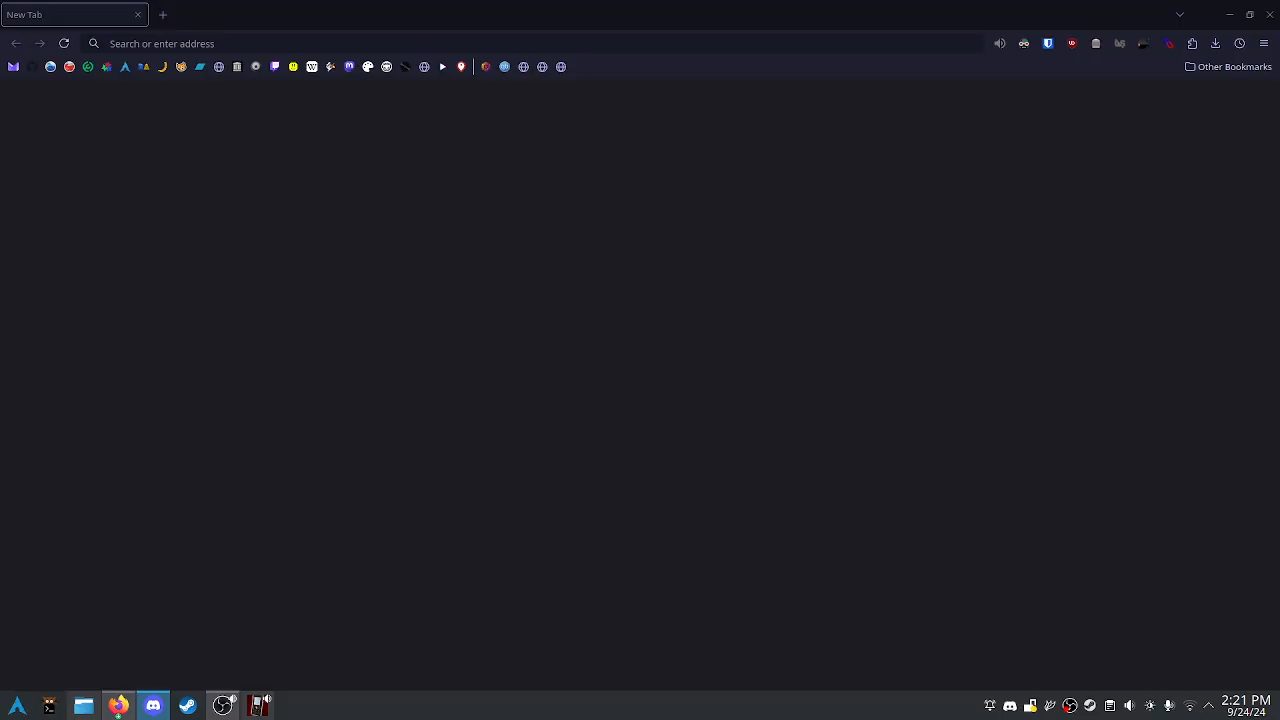 New Tab
Search or enter address
Other Bookmarks
2:21 PM
9/24/24